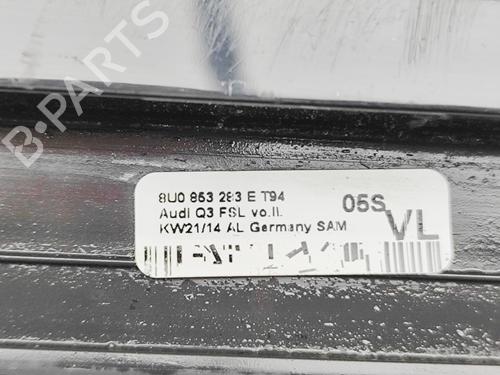 B-PARTS
8U0 853 283 E T94
Audi Q3 FSL vo.li.
KW21/14 AL Germany SAM
05S
VL